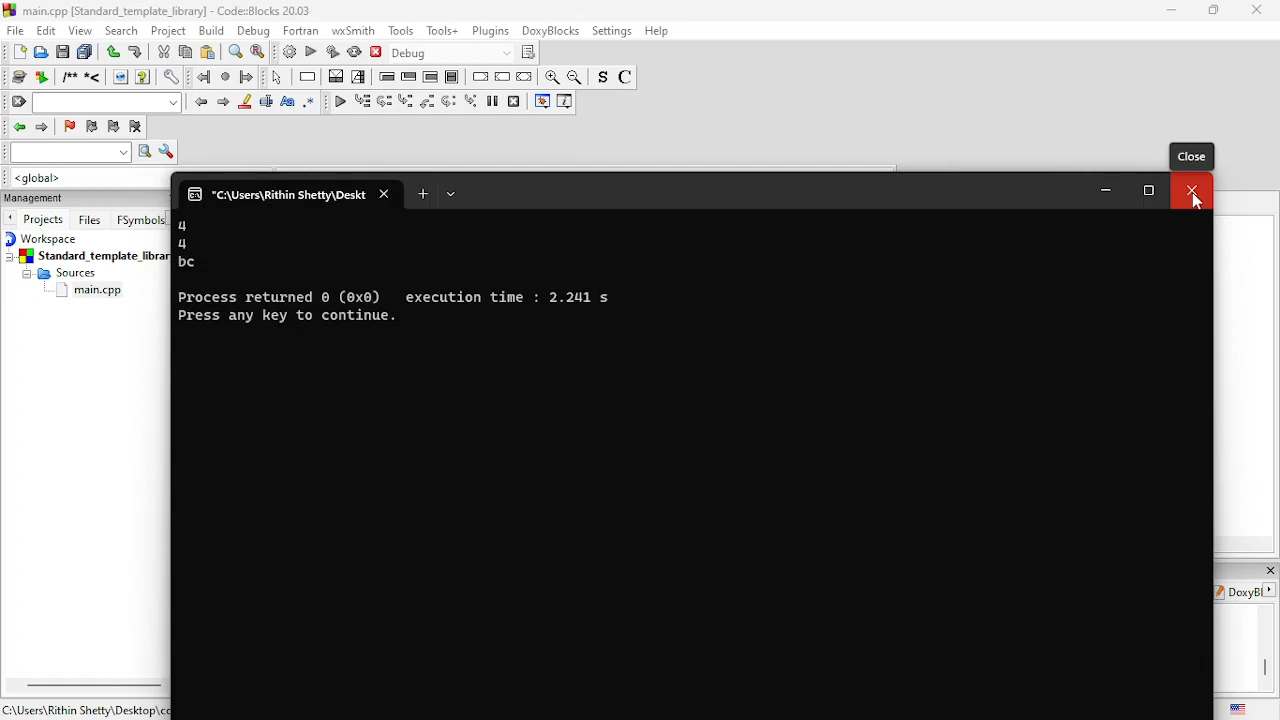 main.cpp [Standard_template_library] - Code::Blocks 20.03
File Edit View Search Project Build Debug Fortran wxSmith Tools Tools+ Plugins DoxyBlocks Settings Help
Debug
/** *<
S C
Aa .*
<global>
Close
Management
"C:\Users\Rithin Shetty\Deskt
Projects Files FSymbols
4
Workspace
4
Standard_template_librar
bc
Sources
main.cpp
Process returned 0 (0x0) execution time : 2.241 s
Press any key to continue.
DoxyBl
C:\Users\Rithin Shetty\Desktop\cc